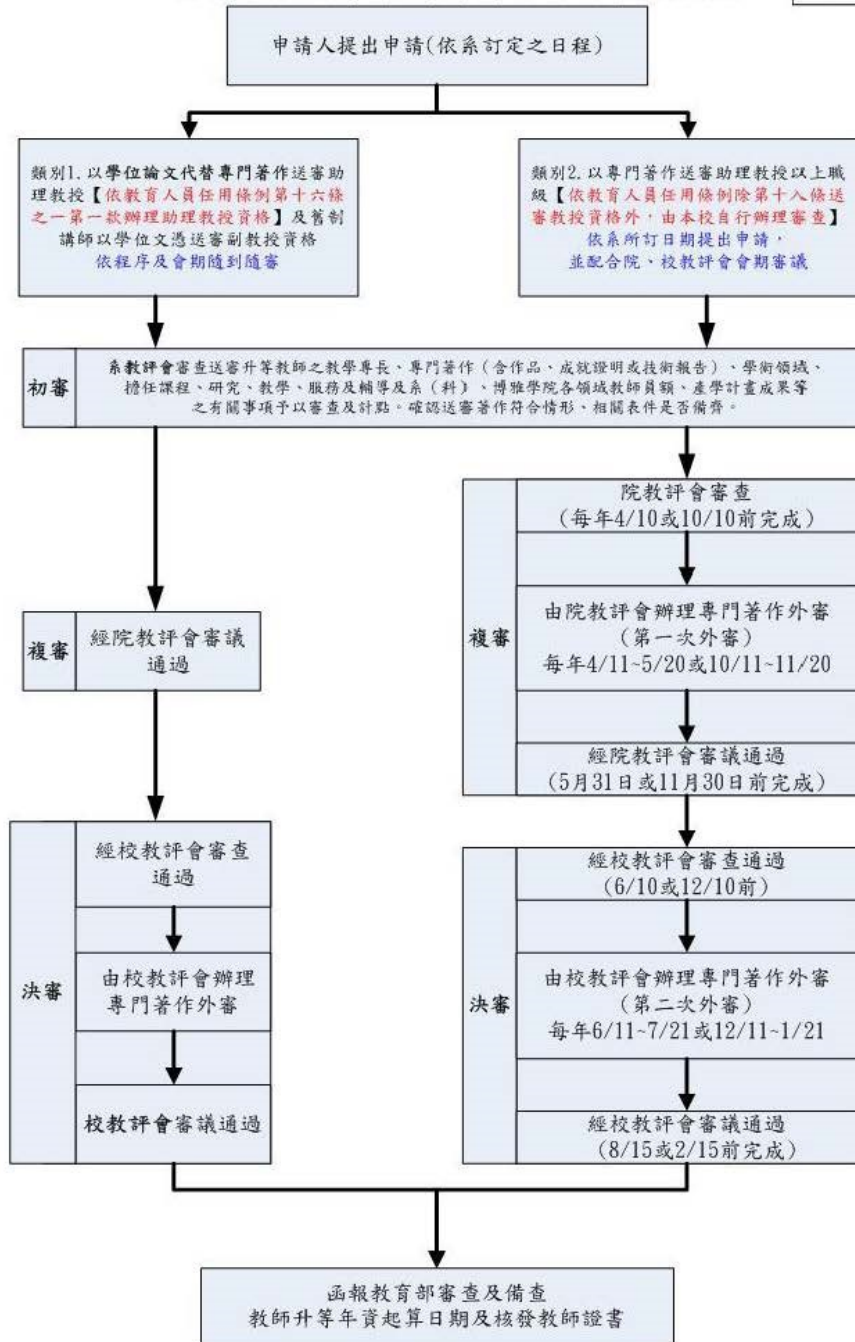 申請人提出申請(依系訂定之日程)
類別1.以學位論文代替專門著作送審助
理教授【依教育人員任用條例第十六條
之一第一款辦理助理教授資格】及舊制
講師以學位文憑送審副教授資格
依程序及會期隨到隨審
類別2.以專門著作送審助理教授以上職
級【依教育人員任用條例除第十八條送
審教授資格外，由本校自行辦理審查】
依系所訂日期提出申請，
並配合院、校教評會會期審議
初審
系教評會審查送審升等教師之教學專長、專門著作（含作品、成就證明或技術報告）、學術領域、
擔任課程、研究、教學、服務及輔導及系（科）、博雅學院各領域教師員額、產學計畫成果等
之有關事項予以審查及計點。確認送審著作符合情形、相關表件是否備齊。
複審
經院教評會審議
通過
複審
院教評會審查
(每年4/10或10/10前完成)
由院教評會辦理專門著作外審
(第一次外審)
每年4/11~5/20或10/11~11/20
經院教評會審議通過
(5月31日或11月30日前完成)
決審
經校教評會審查
通過
由校教評會辦理
專門著作外審
校教評會審議通過
決審
經校教評會審查通過
(6/10或12/10前)
由校教評會辦理專門著作外審
(第二次外審)
每年6/11~7/21或12/11~1/21
經校教評會審議通過
(8/15或2/15前完成)
函報教育部審查及備查
教師升等年資起算日期及核發教師證書